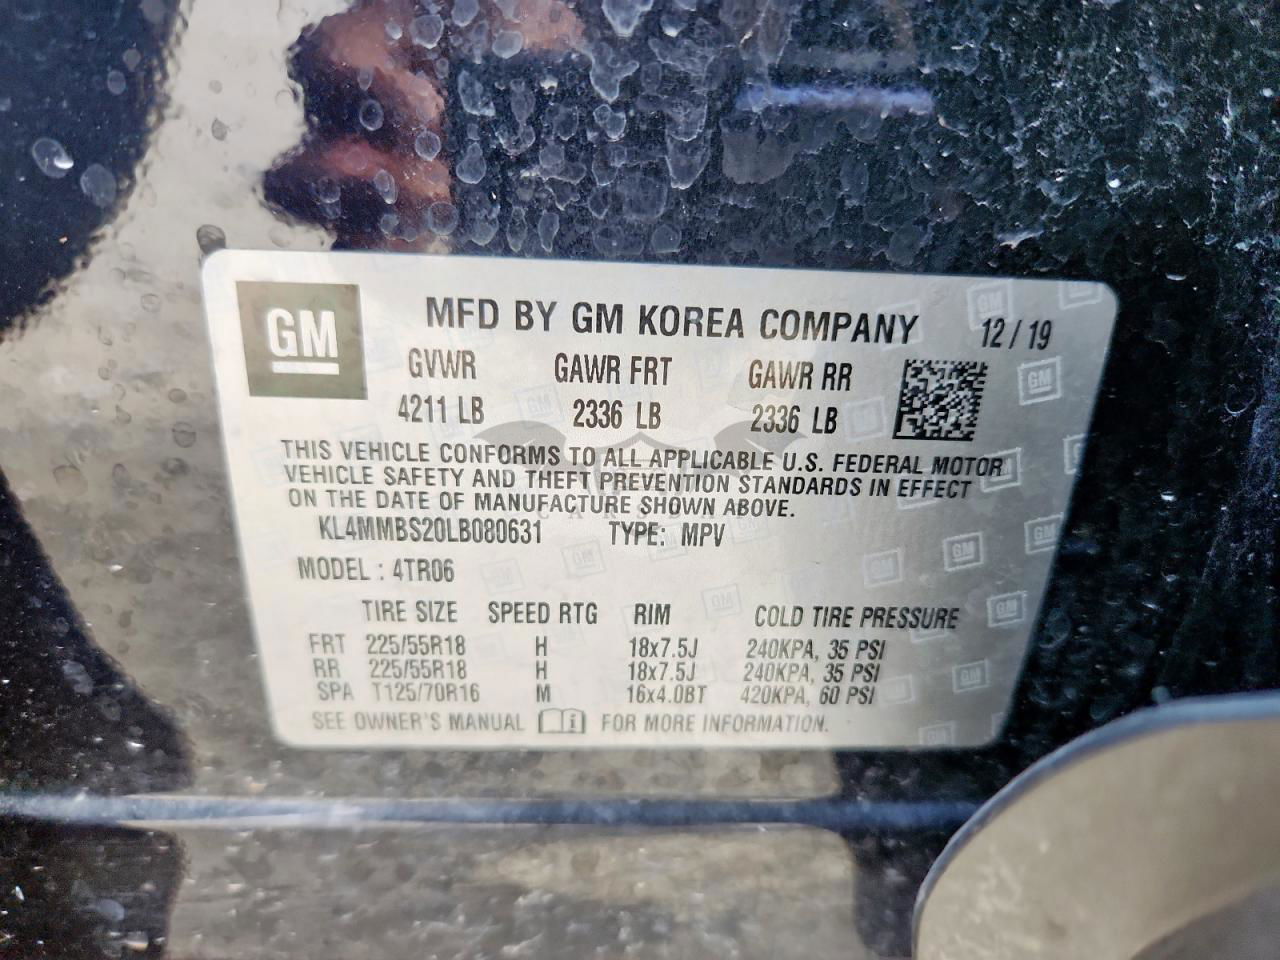 GM
MFD BY GM KOREA COMPANY 12 / 19
GVWR GAWR FRT GAWR RR
4211 LB 2336 LB 2336 LB
THIS VEHICLE CONFORMS TO ALL APPLICABLE U.S. FEDERAL MOTOR
VEHICLE SAFETY AND THEFT PREVENTION STANDARDS IN EFFECT
ON THE DATE OF MANUFACTURE SHOWN ABOVE.
KL4MMBS20LB080631 TYPE: MPV
MODEL : 4TR06
TIRE SIZE SPEED RTG RIM COLD TIRE PRESSURE
FRT 225/55R18 H 18x7.5J 240KPA, 35 PSI
RR 225/55R18 H 18x7.5J 240KPA, 35 PSI
SPA T125/70R16 M 16x4.0BT 420KPA, 60 PSI
SEE OWNER'S MANUAL FOR MORE INFORMATION.